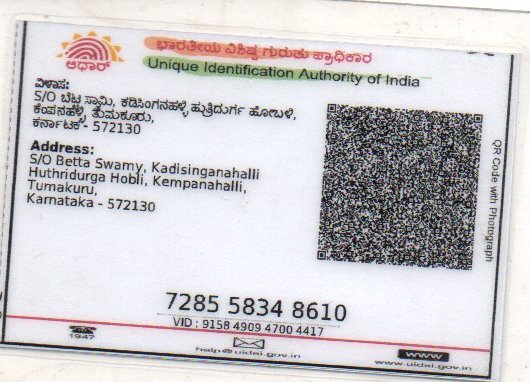 ಆಧಾರ್
ಭಾರತೀಯ ವಿಶಿಷ್ಟ ಗುರುತು ಪ್ರಾಧಿಕಾರ
Unique Identification Authority of India
ವಿಳಾಸ:
S/O ಬೆಟ್ಟ ಸ್ವಾಮಿ, ಕಡಿಸಿಂಗನಹಳ್ಳಿ ಹುತ್ರಿದುರ್ಗ ಹೋಬಳಿ,
ಕೆಂಪನಹಳ್ಳಿ, ತುಮಕೂರು,
ಕರ್ನಾಟಕ - 572130
Address:
S/O Betta Swamy, Kadisinganahalli
Huthridurga Hobli, Kempanahalli,
Tumakuru,
Karnataka - 572130
QR Code with Photograph
7285 5834 8610
VID : 9158 4909 4700 4417
1947
help@uidai.gov.in
www
www.uidai.gov.in